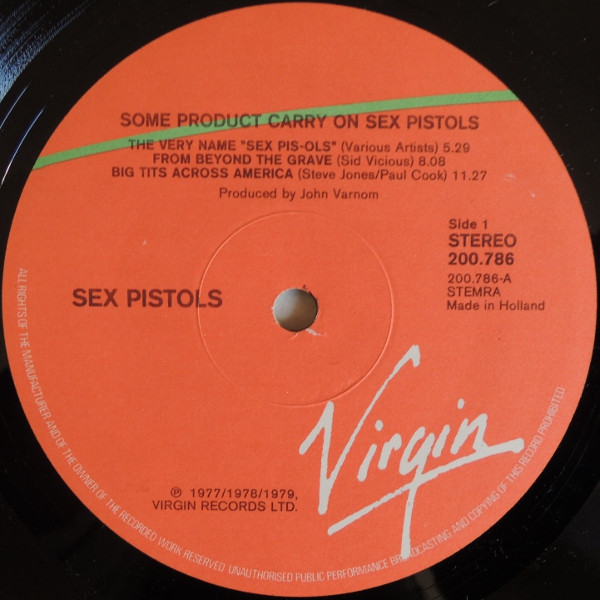 SOME PRODUCT CARRY ON SEX PISTOLS
THE VERY NAME "SEX PIS-OLS" (Various Artists) 5.29
FROM BEYOND THE GRAVE (Sid Vicious) 8.08
BIG TITS ACROSS AMERICA (Steve Jones/Paul Cook) 11.27
Produced by John Varnom
Side 1
STEREO
200.786
200.786-A
STEMRA
Made in Holland
SEX PISTOLS
Virgin
℗ 1977/1978/1979,
VIRGIN RECORDS LTD.
ALL RIGHTS OF THE MANUFACTURER AND OF THE OWNER OF THE RECORDED WORK RESERVED UNAUTHORISED PUBLIC PERFORMANCE BROADCASTING AND COPYING OF THIS RECORD PROHIBITED